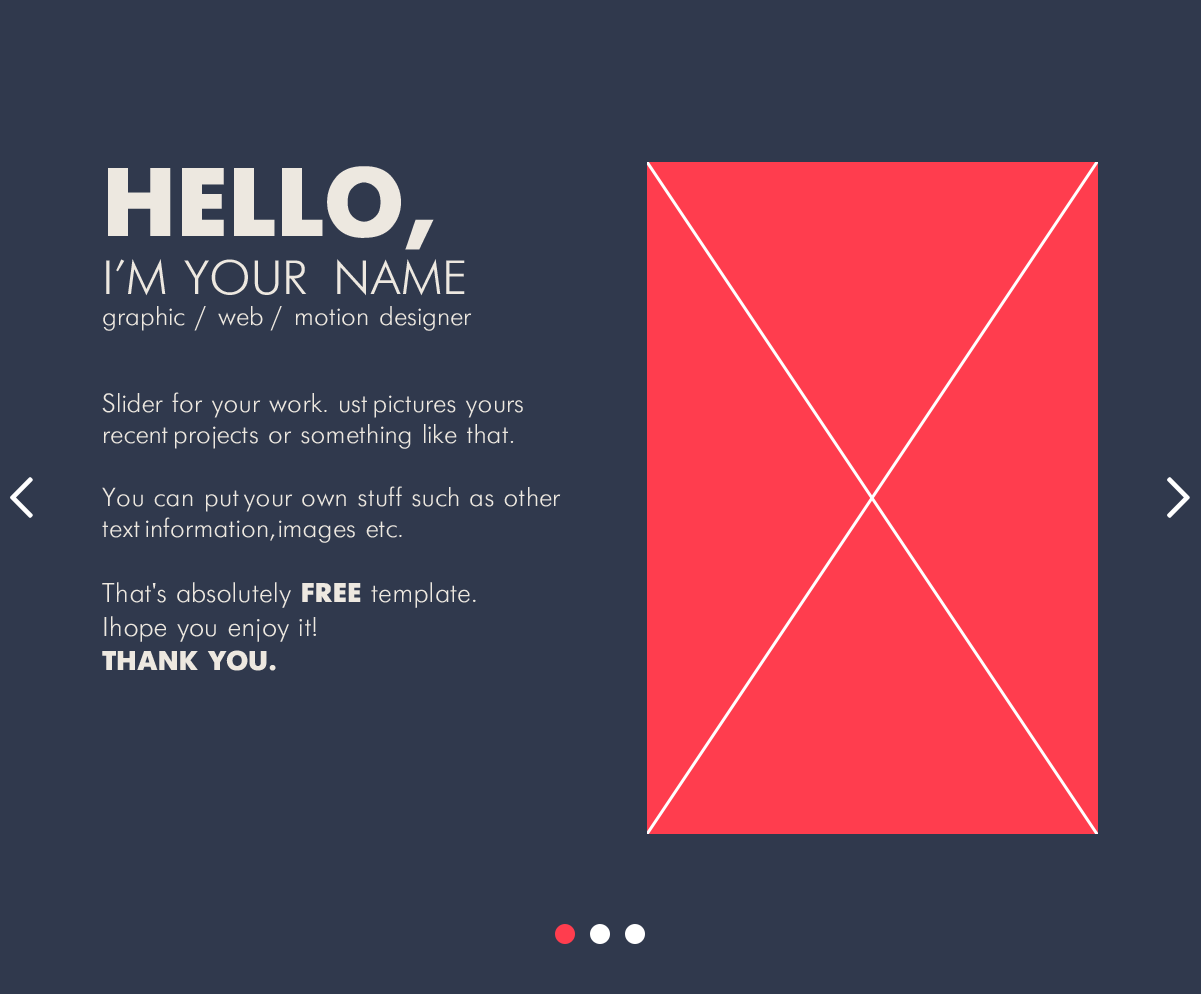 HELLO,
I’M YOUR NAME
graphic / web / motion designer
Slider for your work. ust pictures yours
recent projects or something like that.
You can put your own stuff such as other
text information,images etc.
That's absolutely FREE template.
Ihope you enjoy it!
THANK YOU.